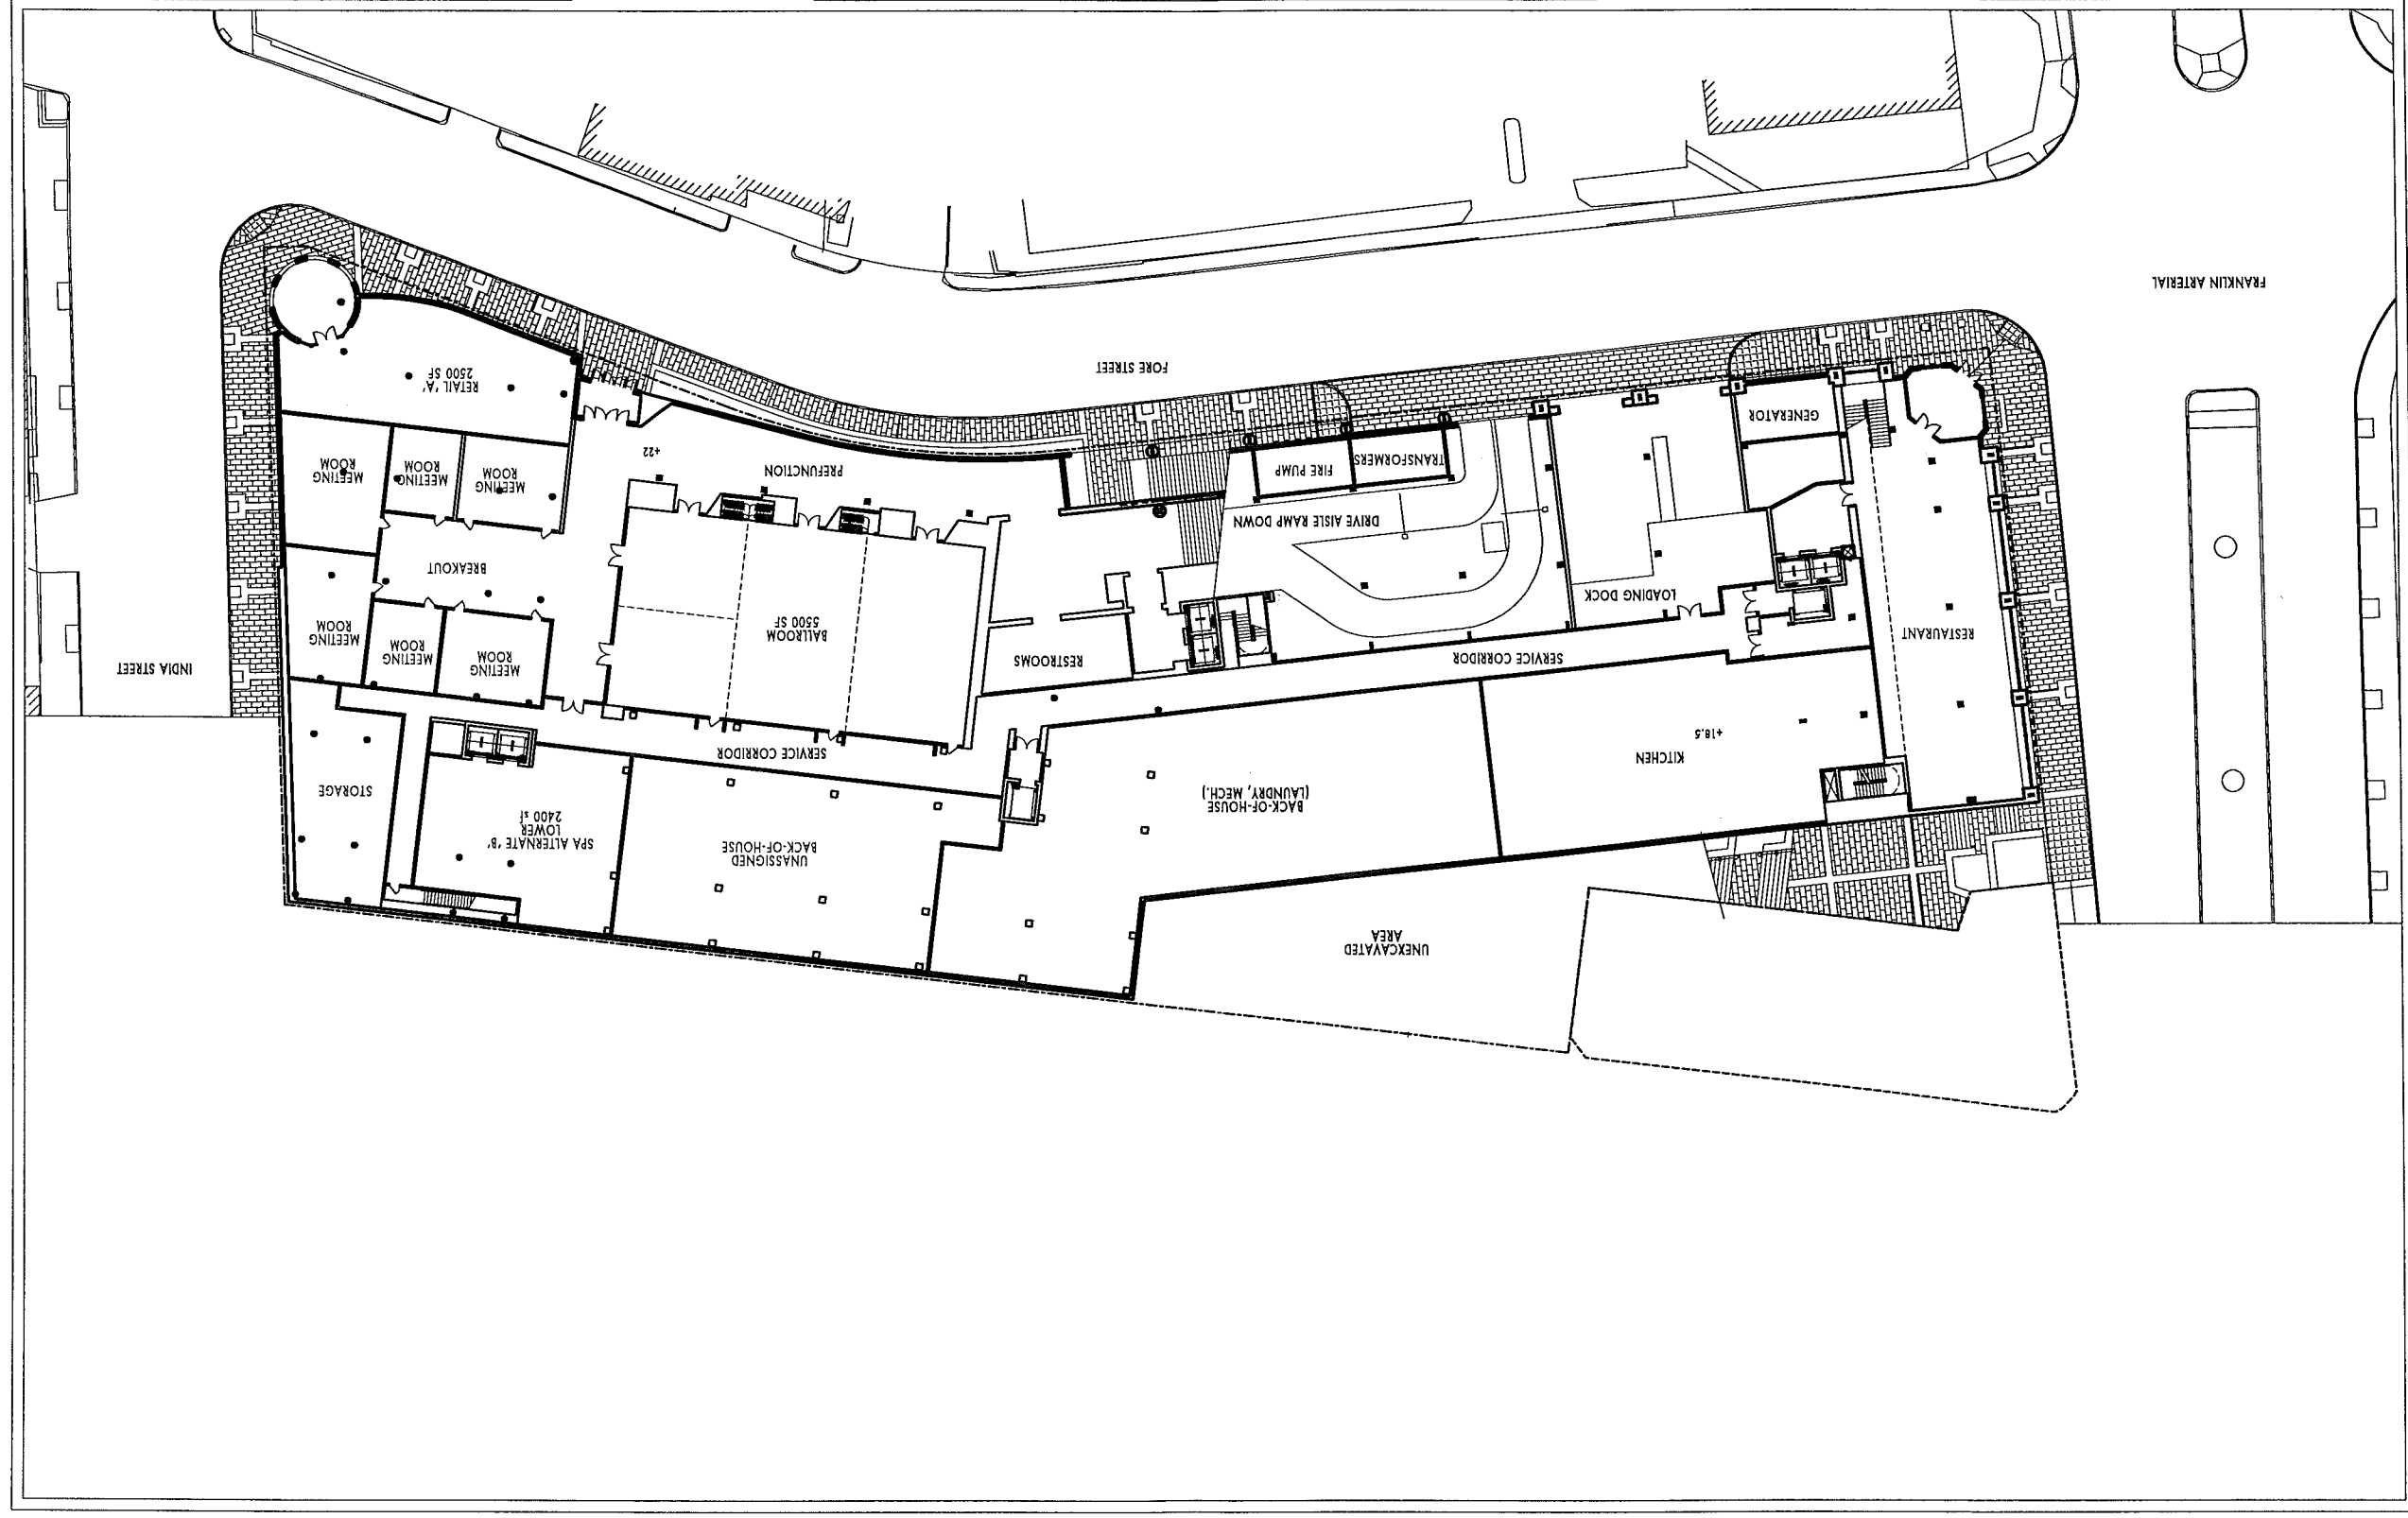 UNEXCAVATED
AREA
UNASSIGNED
BACK-OF-HOUSE
SPA ALTERNATE 'B'
LOWER
2400 sf
BACK-OF-HOUSE
(LAUNDRY, MECH.)
STORAGE
KITCHEN
+18.5
SERVICE CORRIDOR
SERVICE CORRIDOR
INDIA STREET
RESTAURANT
RESTROOMS
MEETING
ROOM
MEETING
ROOM
MEETING
ROOM
BALLROOM
5500 SF
LOADING DOCK
BREAKOUT
DRIVE AISLE RAMP DOWN
MEETING
ROOM
MEETING
ROOM
MEETING
ROOM
PREFUNCTION
+22
FIRE PUMP
TRANSFORMERS
GENERATOR
RETAIL 'A'
2500 SF
FORE STREET
FRANKLIN ARTERIAL